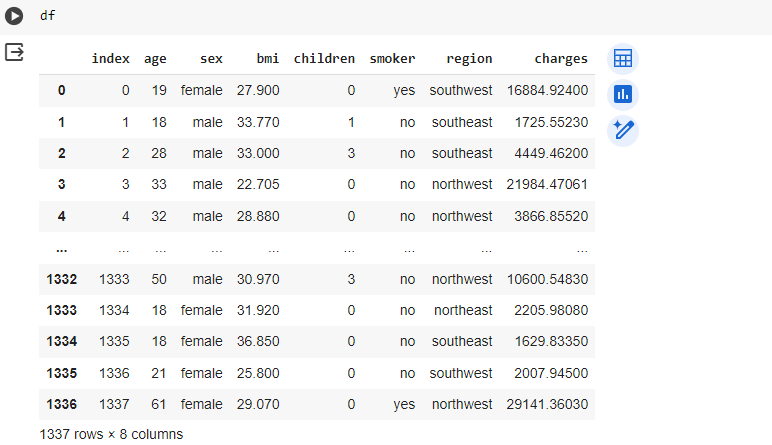 df
index age sex bmi children smoker region charges
0 0 19 female 27.900 0 yes southwest 16884.92400
1 1 18 male 33.770 1 no southeast 1725.55230
2 2 28 male 33.000 3 no southeast 4449.46200
3 3 33 male 22.705 0 no northwest 21984.47061
4 4 32 male 28.880 0 no northwest 3866.85520
... ... ... ... ... ... ... ... ...
1332 1333 50 male 30.970 3 no northwest 10600.54830
1333 1334 18 female 31.920 0 no northeast 2205.98080
1334 1335 18 female 36.850 0 no southeast 1629.83350
1335 1336 21 female 25.800 0 no southwest 2007.94500
1336 1337 61 female 29.070 0 yes northwest 29141.36030
1337 rows × 8 columns